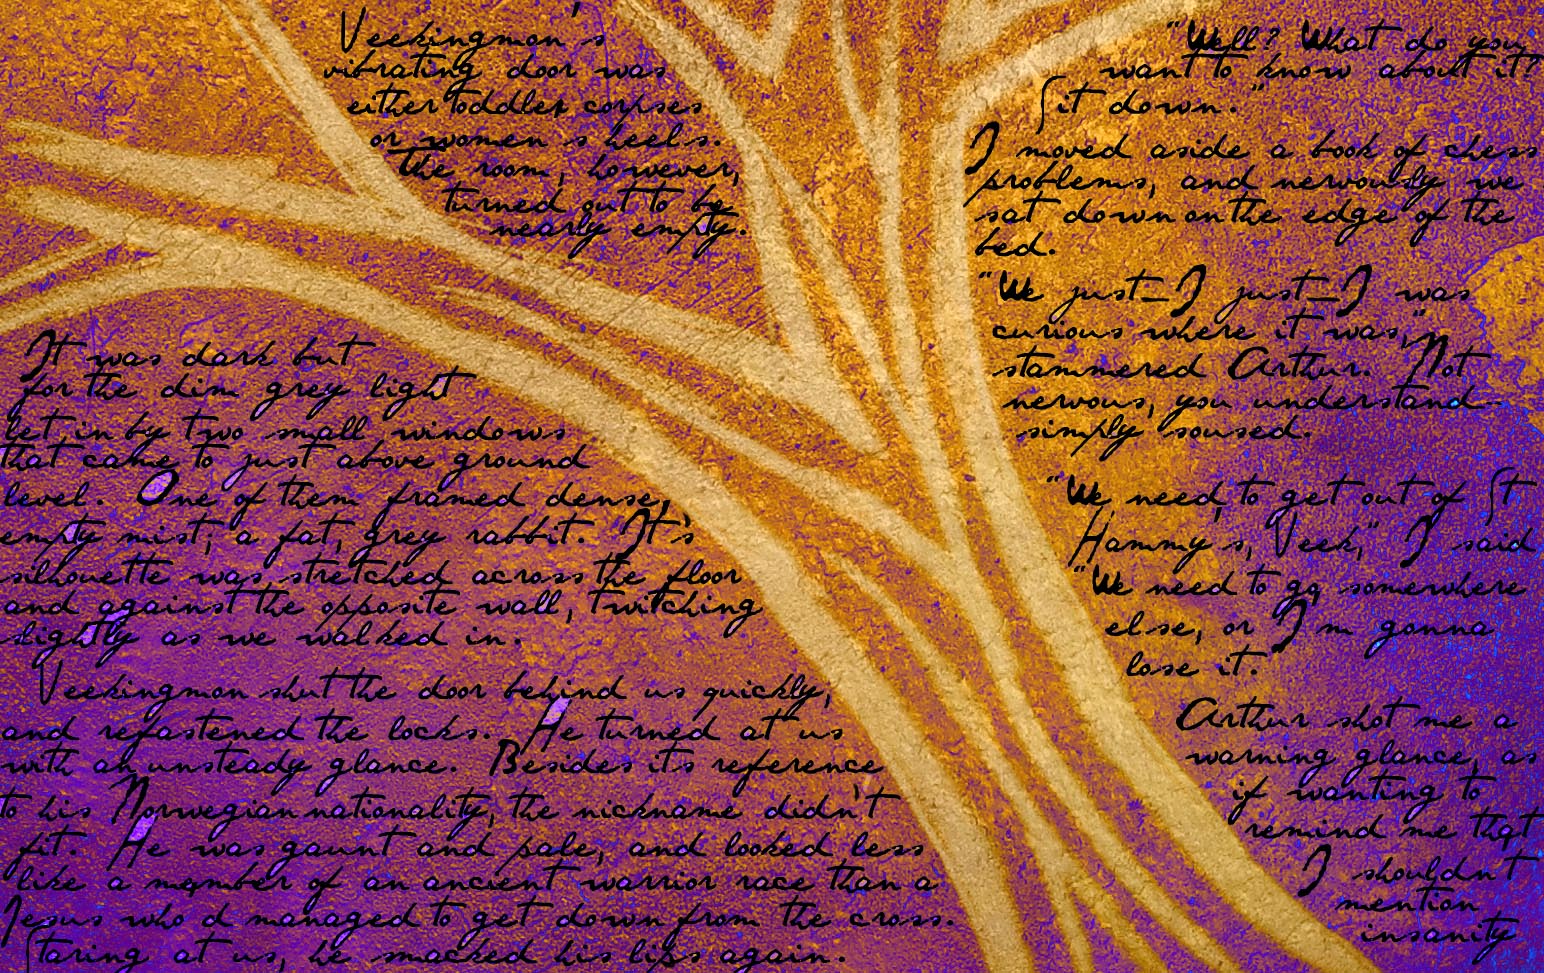 Veekingmon's
vibrating door was
either toddler corpses
or women s heels.
The room, however,
turned out to be
nearly empty.
It was dark but
for the dim grey light
let in by two small windows
that came to just above ground
level. One of them framed dense,
empty mist; a fat, grey rabbit. It's
silhouette was stretched across the floor
and against the opposite wall, twitching
slightly as we walked in.
Veekingmon shut the door behind us quickly,
and refastened the locks. He turned at us
with an unsteady glance. Besides its reference
to his Norwegian nationality, the nickname didn't
fit. He was gaunt and pale, and looked less
like a member of an ancient warrior race than a
Jesus who d managed to get down from the cross.
Staring at us, he smacked his lips again.
"Well? What do you
want to know about it?
Sit down."
I moved aside a book of chess
problems, and nervously we
sat down on the edge of the
bed.
"We just—I just—I was
curious where it was,"
stammered Arthur. Not
nervous, you understand--
simply soused.
"We need to get out of St
Hammy s, Veek," I said
"We need to go somewhere
else, or I m gonna
lose it."
Arthur shot me a
warning glance, as
if wanting to
remind me that
I shouldn t
mention
insanity